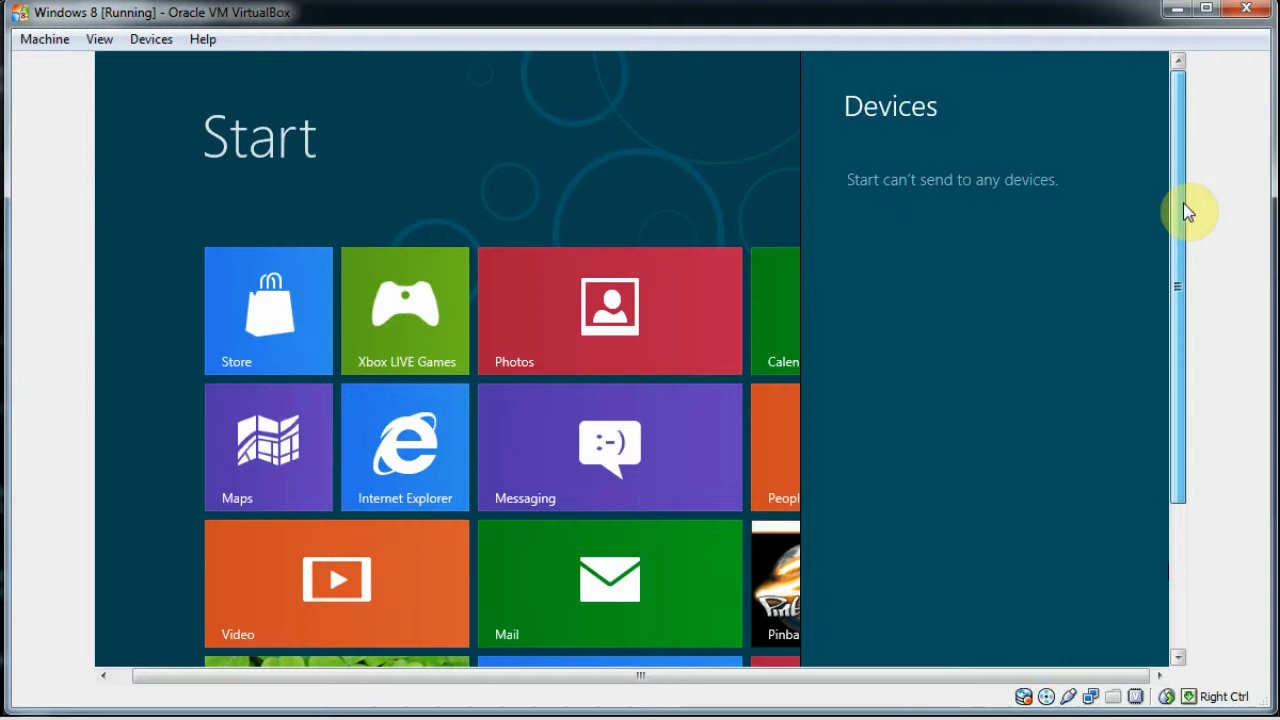 Windows 8 [Running] - Oracle VM VirtualBox
Machine View Devices Help
Start
Devices
Start can't send to any devices.
Store
Xbox LIVE Games
Photos
Calen
Maps
Internet Explorer
Messaging
Peopl
:-)
Video
Mail
Pinba
Right Ctrl